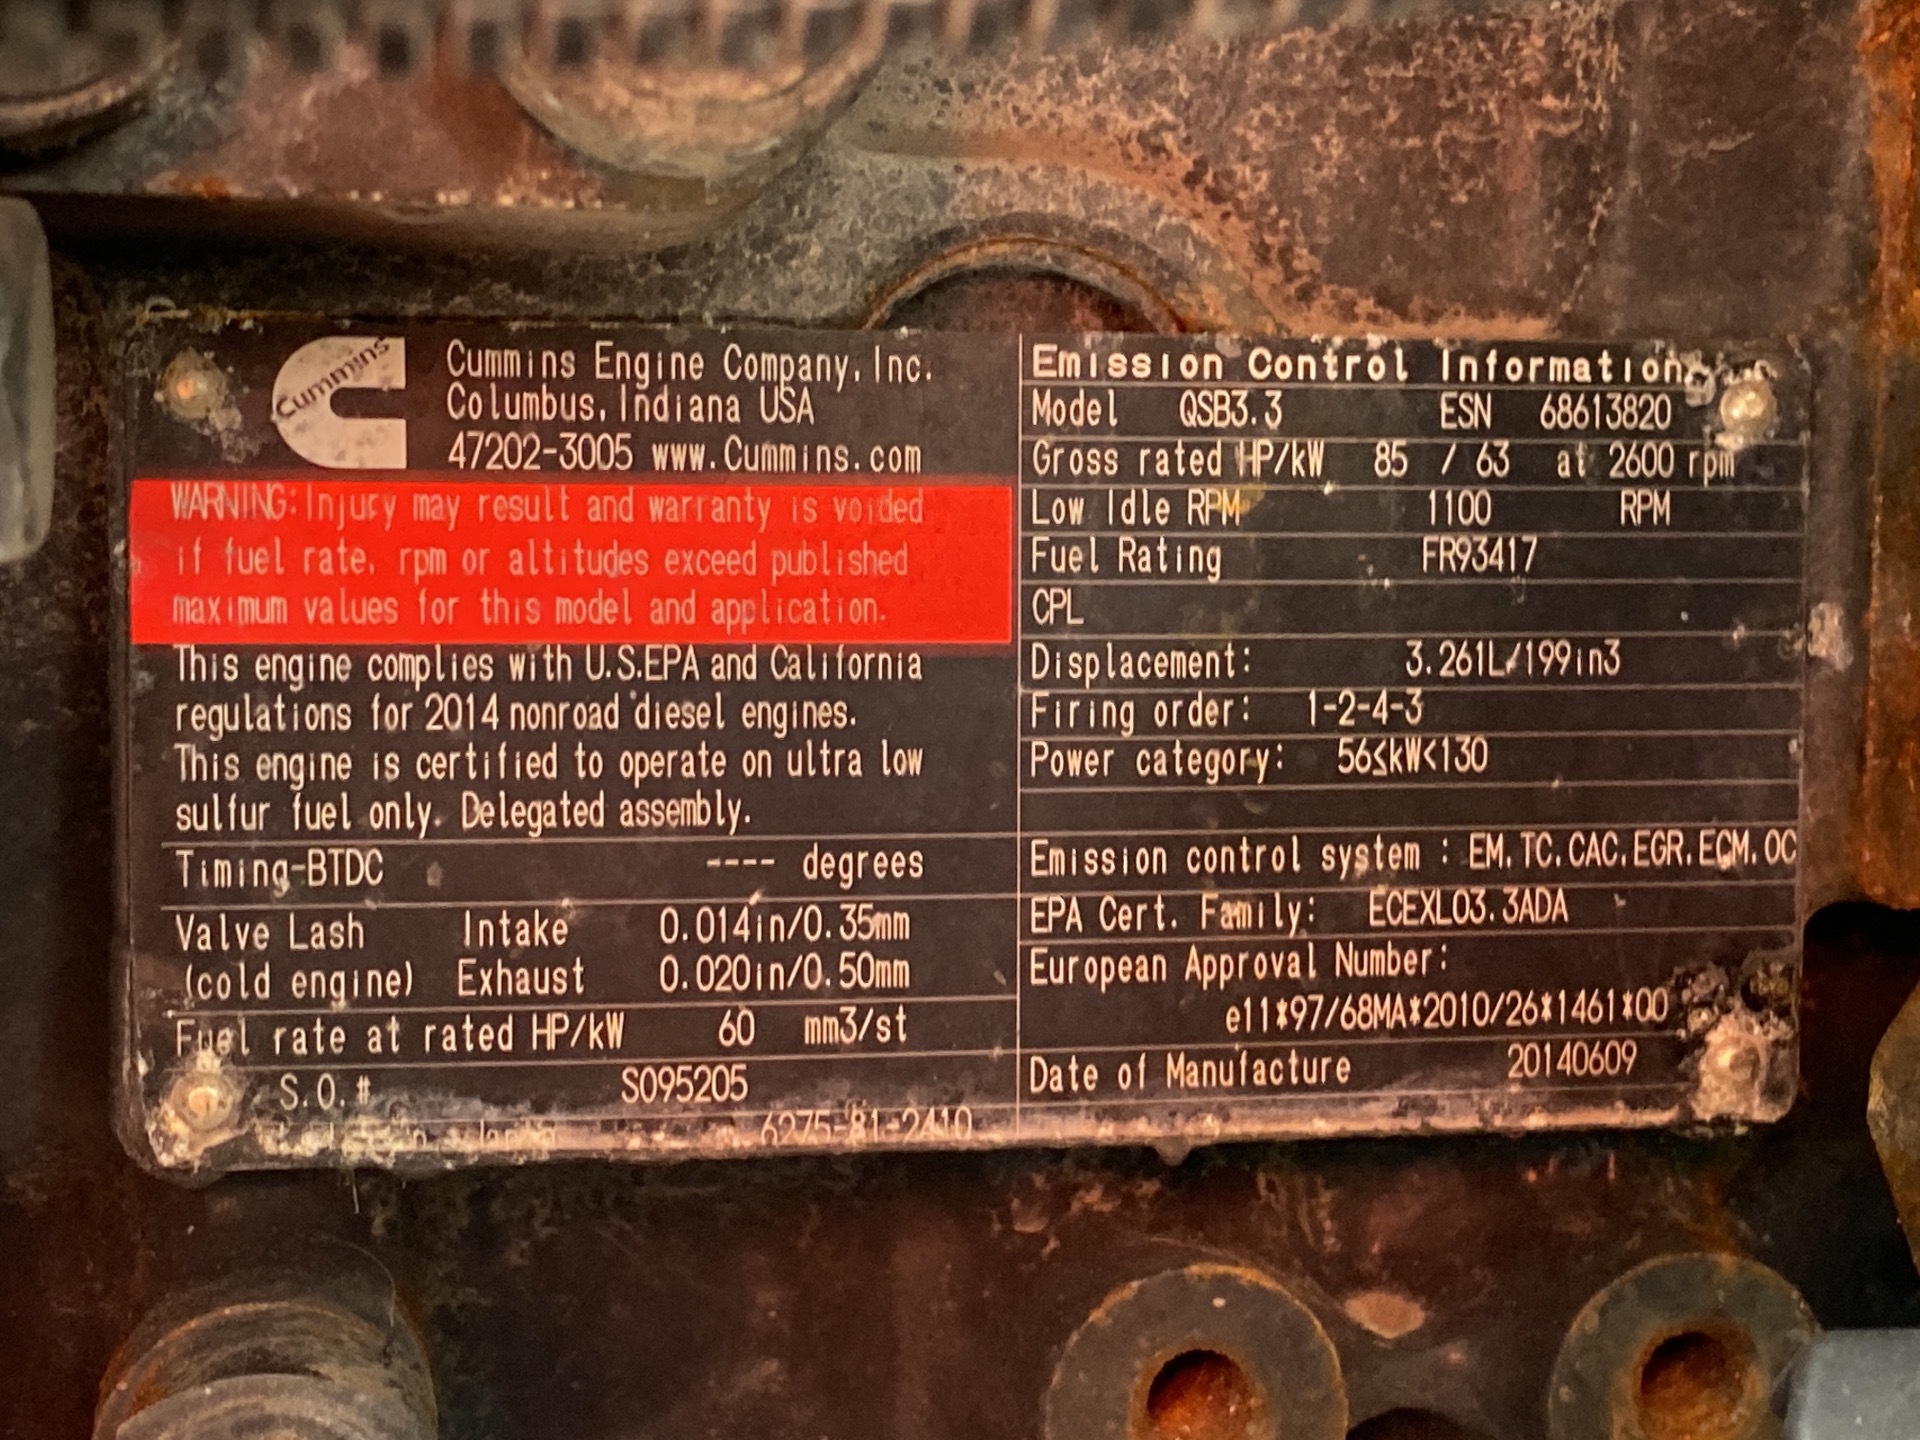 Cummins
Cummins Engine Company, Inc.
Columbus, Indiana USA
47202-3005 www.Cummins.com
WARNING: Injury may result and warranty is voided
if fuel rate, rpm or altitudes exceed published
maximum values for this model and application.
This engine complies with U.S.EPA and California
regulations for 2014 nonroad diesel engines.
This engine is certified to operate on ultra low
sulfur fuel only. Delegated assembly.
Timing-BTDC ---- degrees
Valve Lash Intake 0.014in/0.35mm
(cold engine) Exhaust 0.020in/0.50mm
Fuel rate at rated HP/kW 60 mm3/st
S.O.# S095205
6275-81-2410
Emission Control Information
Model QSB3.3 ESN 68613820
Gross rated HP/kW 85 / 63 at 2600 rpm
Low Idle RPM 1100 RPM
Fuel Rating FR93417
CPL
Displacement: 3.261L/199in3
Firing order: 1-2-4-3
Power category: 56≤kW<130
Emission control system : EM.TC.CAC.EGR.ECM.OC
EPA Cert. Family: ECEXL03.3ADA
European Approval Number:
e11*97/68MA*2010/26*1461*00
Date of Manufacture 20140609